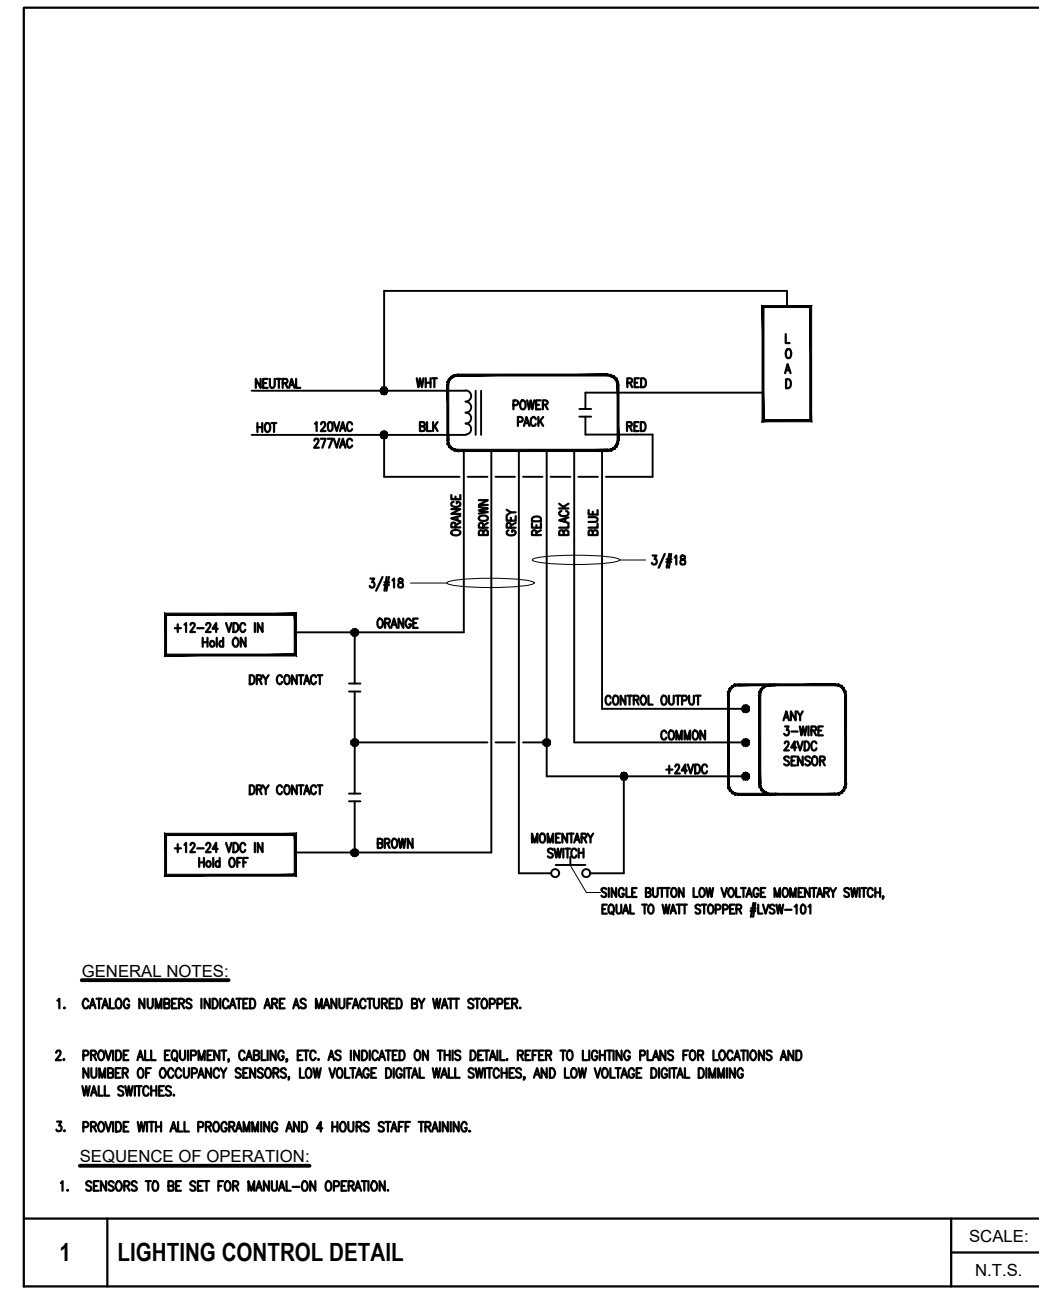 L
O
A
D
NEUTRAL
WHT
POWER
PACK
RED
HOT
120VAC
277VAC
BLK
RED
ORANGE
BROWN
GREY
RED
BLACK
BLUE
3/#18
3/#18
+12-24 VDC IN
Hold ON
ORANGE
DRY CONTACT
CONTROL OUTPUT
COMMON
+24VDC
ANY
3-WIRE
24VDC
SENSOR
DRY CONTACT
+12-24 VDC IN
Hold OFF
BROWN
MOMENTARY
SWITCH
SINGLE BUTTON LOW VOLTAGE MOMENTARY SWITCH,
EQUAL TO WATT STOPPER #LVSW-101
GENERAL NOTES:
1. CATALOG NUMBERS INDICATED ARE AS MANUFACTURED BY WATT STOPPER.
2. PROVIDE ALL EQUIPMENT, CABLING, ETC. AS INDICATED ON THIS DETAIL. REFER TO LIGHTING PLANS FOR LOCATIONS AND
NUMBER OF OCCUPANCY SENSORS, LOW VOLTAGE DIGITAL WALL SWITCHES, AND LOW VOLTAGE DIGITAL DIMMING
WALL SWITCHES.
3. PROVIDE WITH ALL PROGRAMMING AND 4 HOURS STAFF TRAINING.
SEQUENCE OF OPERATION:
1. SENSORS TO BE SET FOR MANUAL-ON OPERATION.
1 LIGHTING CONTROL DETAIL
SCALE:
N.T.S.